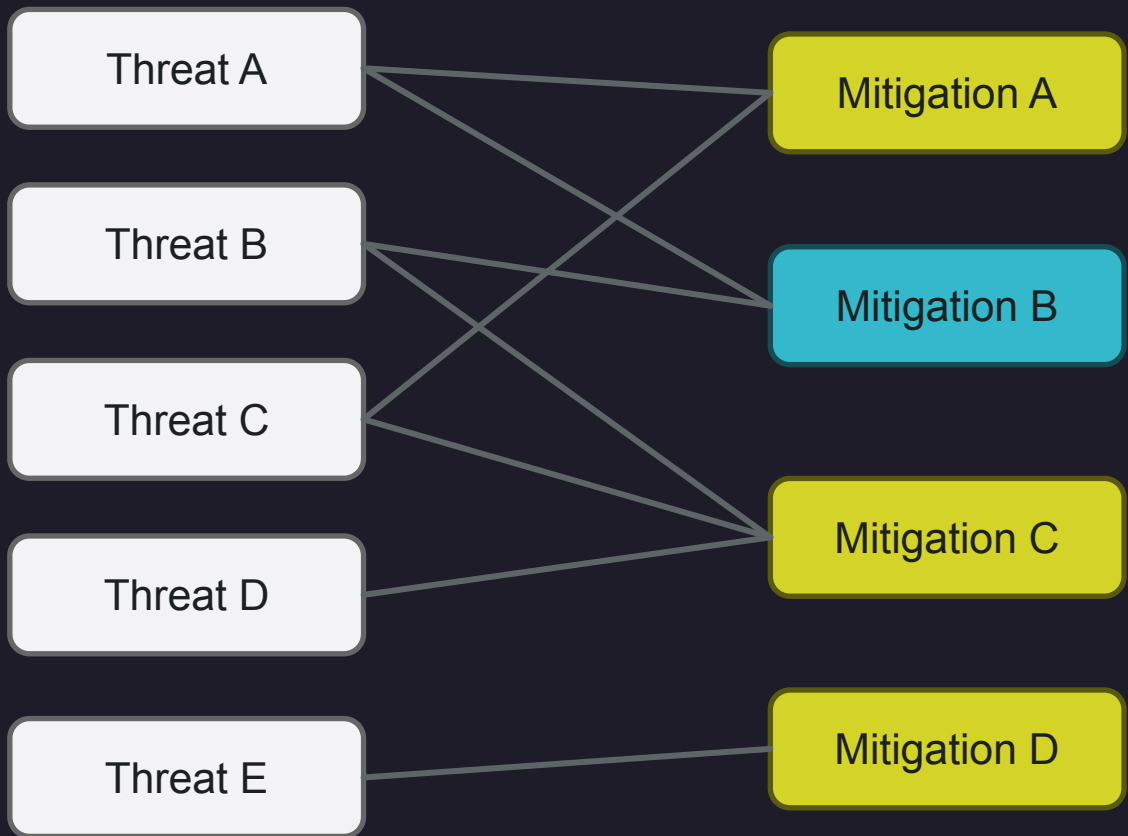 Threat A
Mitigation A
Threat B
Mitigation B
Threat C
Mitigation C
Threat D
Mitigation D
Threat E